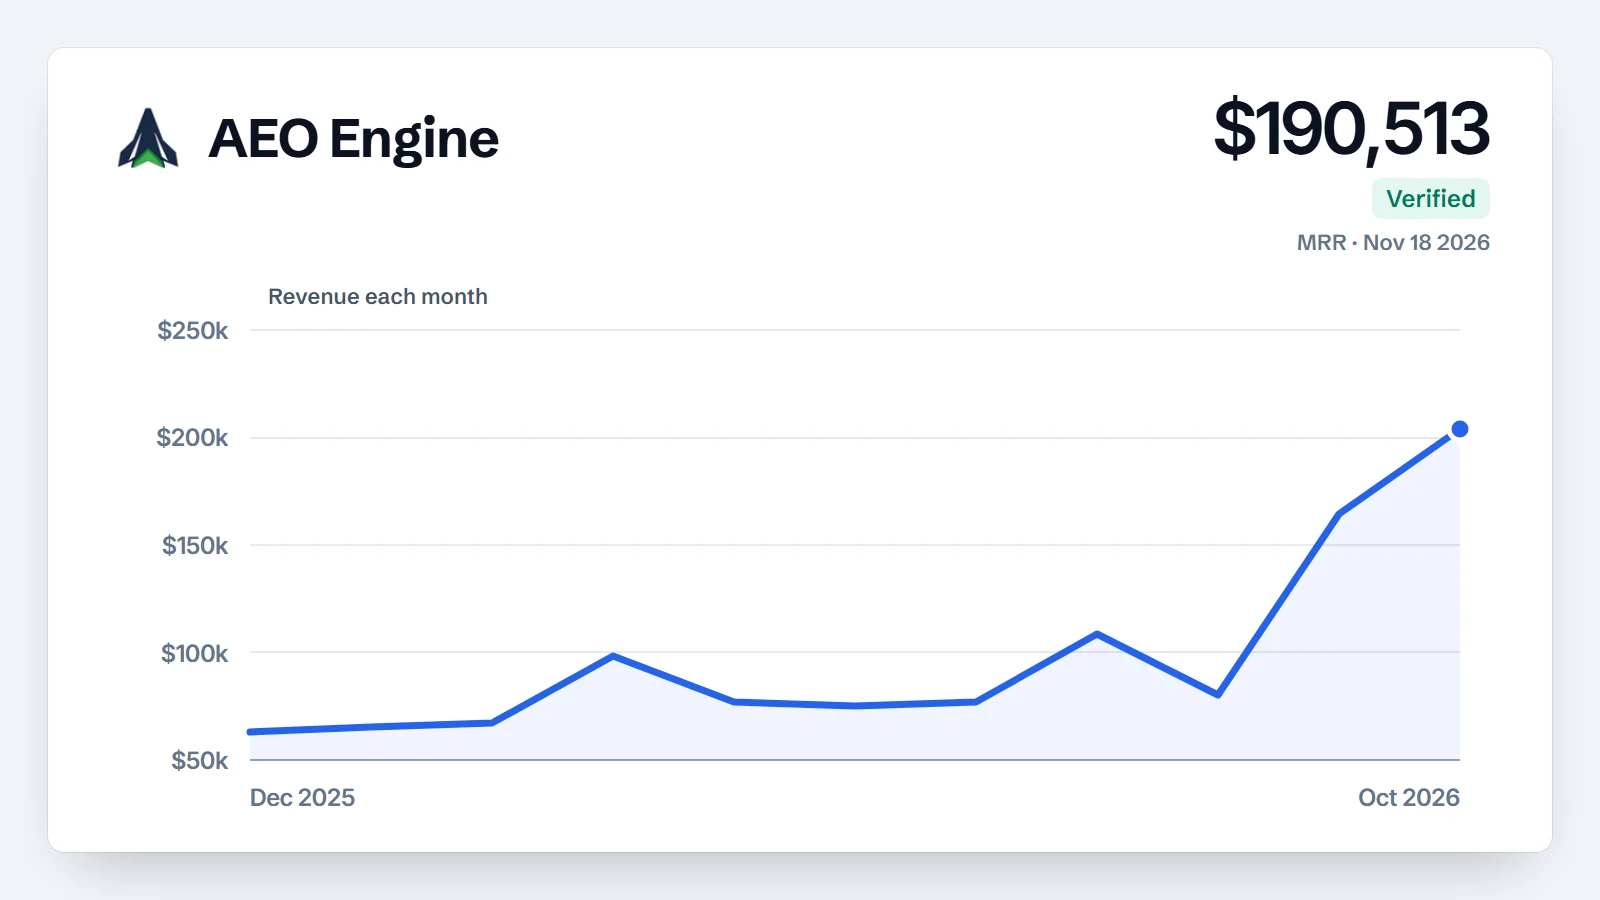 AEO Engine
$190,513
Verified
MRR · Nov 18 2026
Revenue each month
$250k
$200k
$150k
$100k
$50k
Dec 2025
Oct 2026